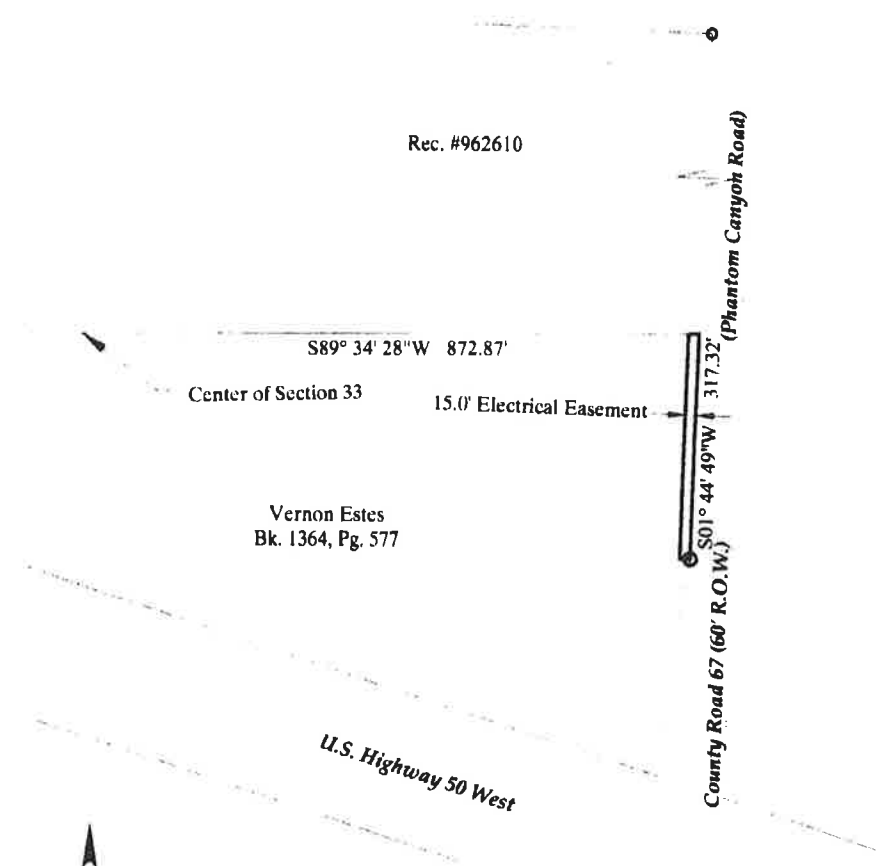 Rec. #962610
(Phantom Canyon Road)
S89° 34' 28"W 872.87'
317.32'
Center of Section 33
15.0' Electrical Easement
S01° 44' 49"W
Vernon Estes
Bk. 1364, Pg. 577
County Road 67 (60' R.O.W.)
U.S. Highway 50 West